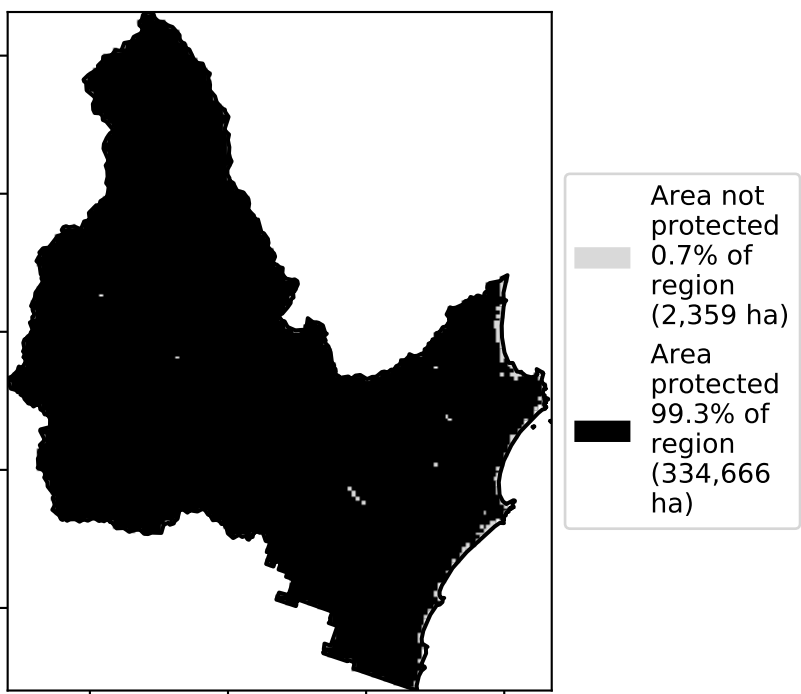 Area not
protected
0.7% of
region
(2,359 ha)
Area
protected
99.3% of
region
(334,666
ha)